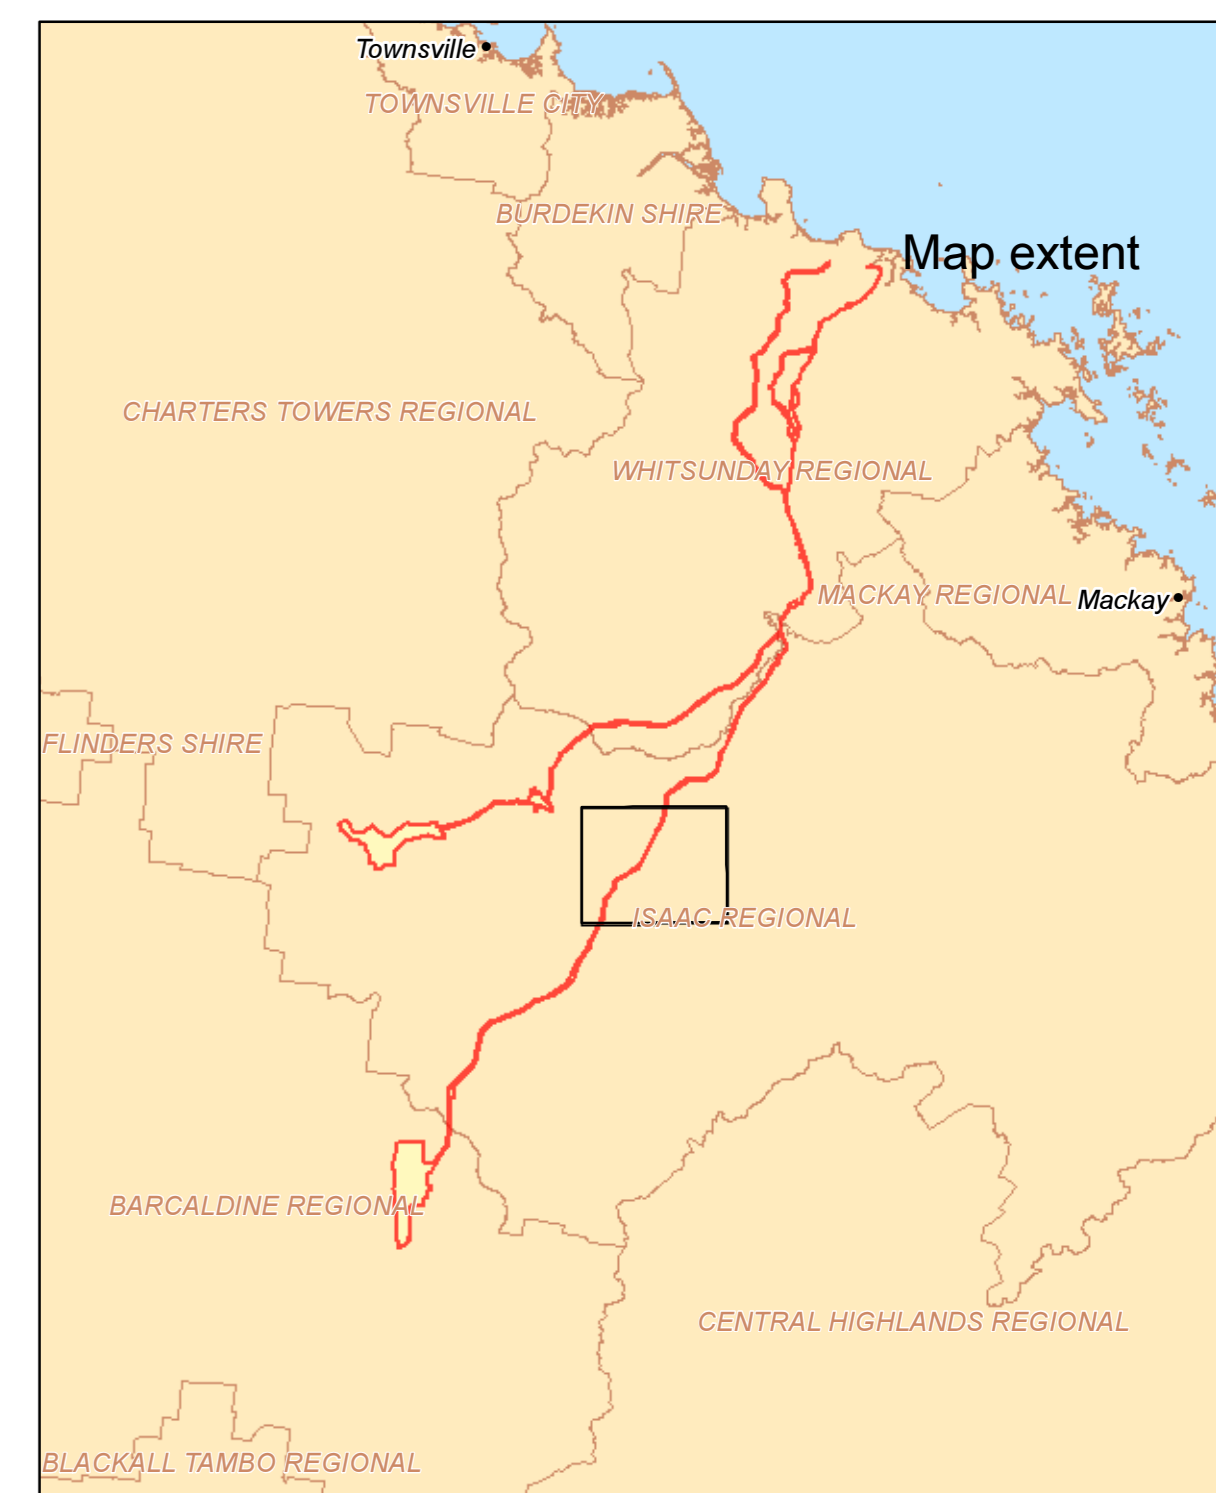 Townsville
TOWNSVILLE CITY
BURDEKIN SHIRE
Map extent
CHARTERS TOWERS REGIONAL
WHITSUNDAY REGIONAL
MACKAY REGIONAL
Mackay
FLINDERS SHIRE
ISAAC REGIONAL
BARCALDINE REGIONAL
CENTRAL HIGHLANDS REGIONAL
BLACKALL TAMBO REGIONAL